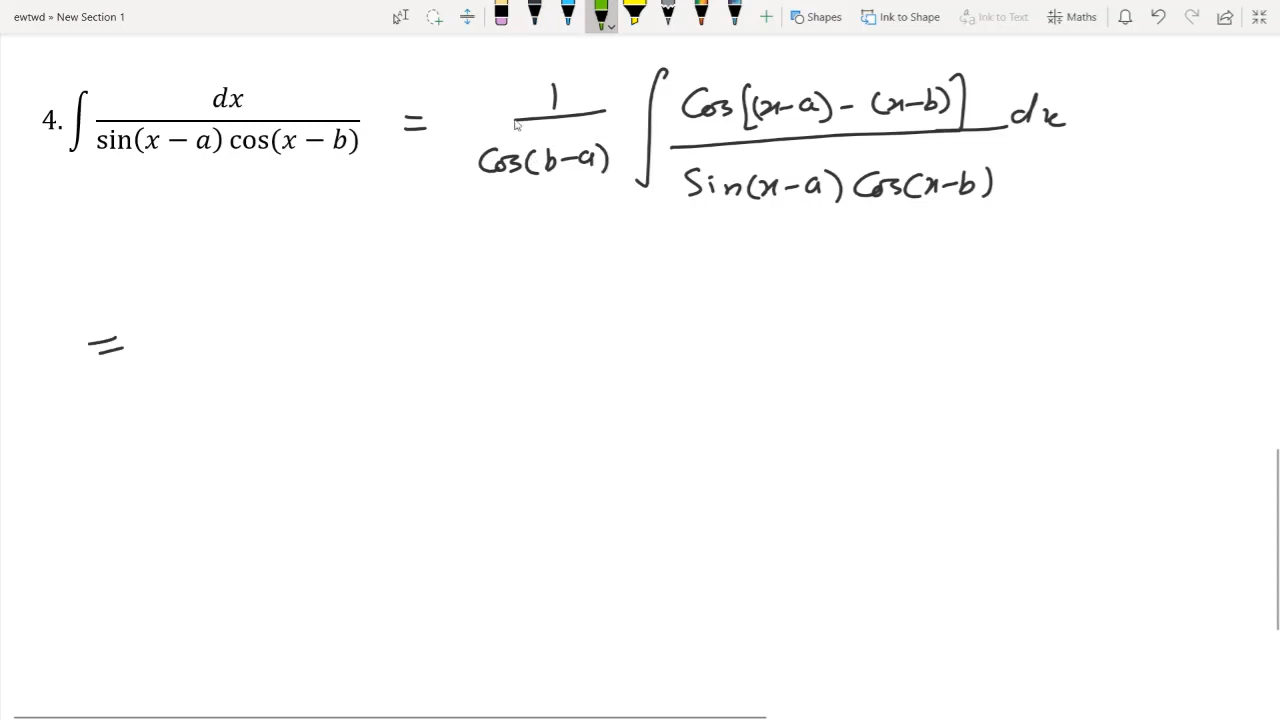 ewtwd » New Section 1
Shapes Ink to Shape Ink to Text Maths
4. ∫ dx / (sin(x − a) cos(x − b)) = 1 / Cos(b−a) ∫ Cos[(x−a) − (x−b)] / (Sin(x−a) Cos(x−b)) dx
=